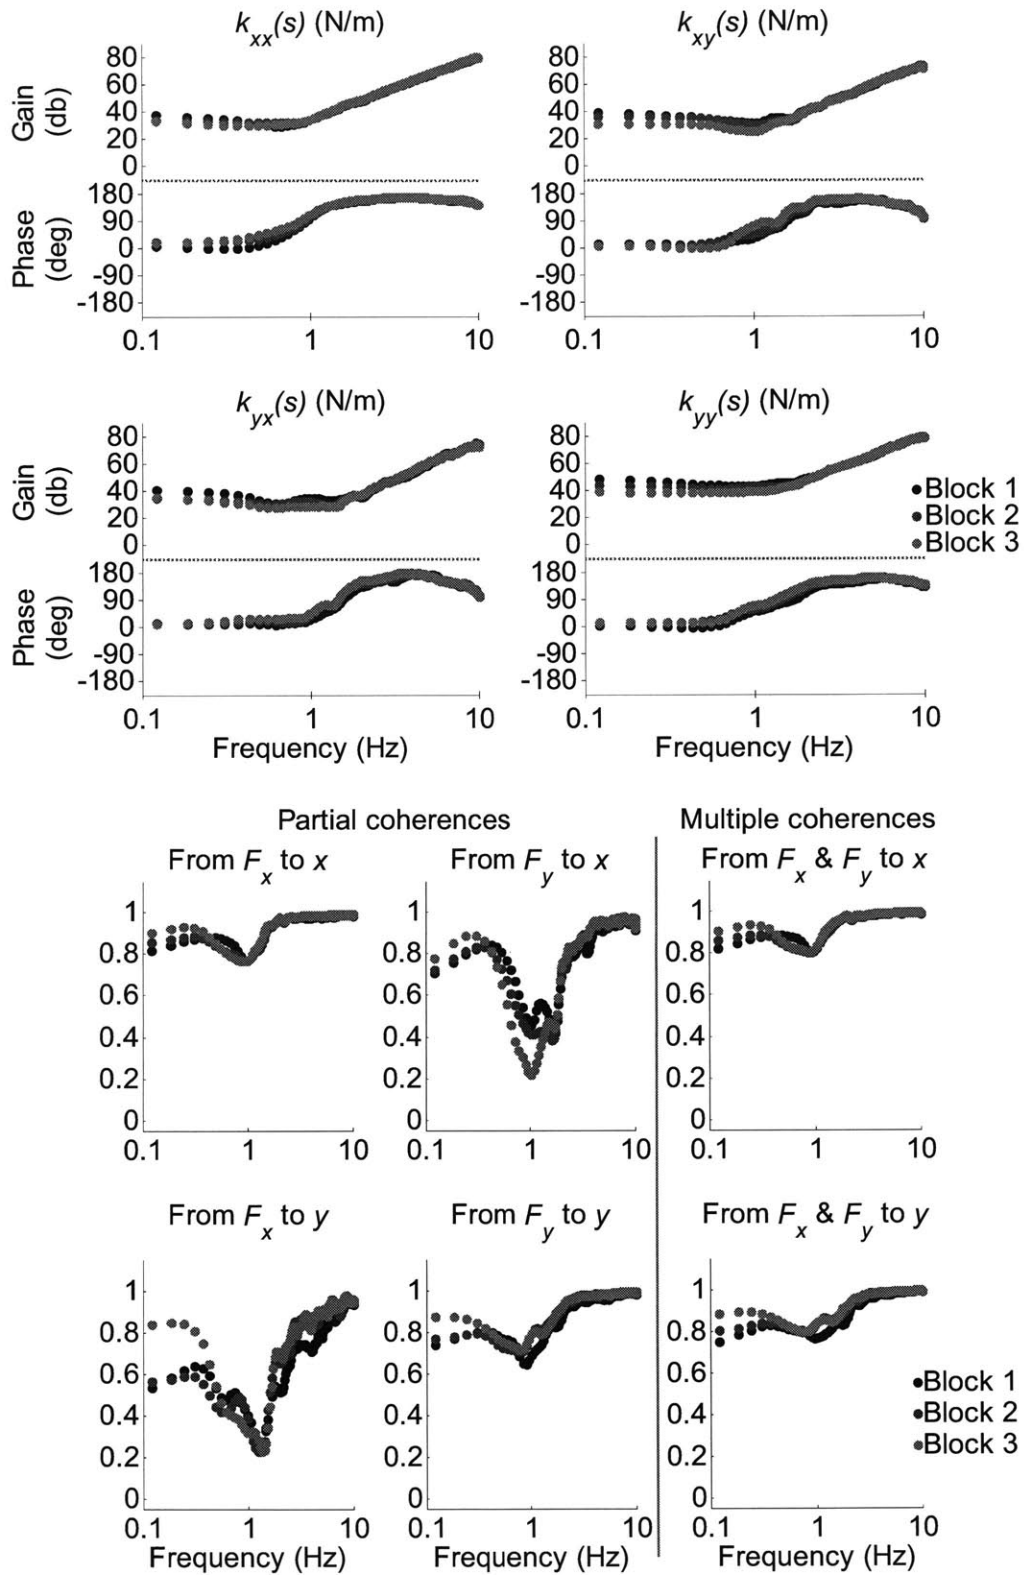 k_xx(s) (N/m) k_xy(s) (N/m)
Gain (db)
80 60 40 20 0
80 60 40 20 0
Phase (deg)
180 90 0 -90 -180
180 90 0 -90 -180
0.1 1 10 0.1 1 10
k_yx(s) (N/m) k_yy(s) (N/m)
Gain (db)
80 60 40 20 0
80 60 40 20 0
Block 1
Block 2
Block 3
Phase (deg)
180 90 0 -90 -180
180 90 0 -90 -180
0.1 1 10 0.1 1 10
Frequency (Hz) Frequency (Hz)
Partial coherences Multiple coherences
From F_x to x From F_y to x From F_x & F_y to x
1 0.8 0.6 0.4 0.2 0
1 0.8 0.6 0.4 0.2 0
1 0.8 0.6 0.4 0.2 0
0.1 1 10 0.1 1 10 0.1 1 10
From F_x to y From F_y to y From F_x & F_y to y
1 0.8 0.6 0.4 0.2 0
1 0.8 0.6 0.4 0.2 0
1 0.8 0.6 0.4 0.2 0
Block 1
Block 2
Block 3
0.1 1 10 0.1 1 10 0.1 1 10
Frequency (Hz) Frequency (Hz) Frequency (Hz)